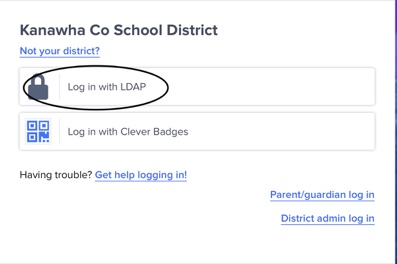 Kanawha Co School District
Not your district?
Log in with LDAP
Log in with Clever Badges
Having trouble? Get help logging in!
Parent/guardian log in
District admin log in